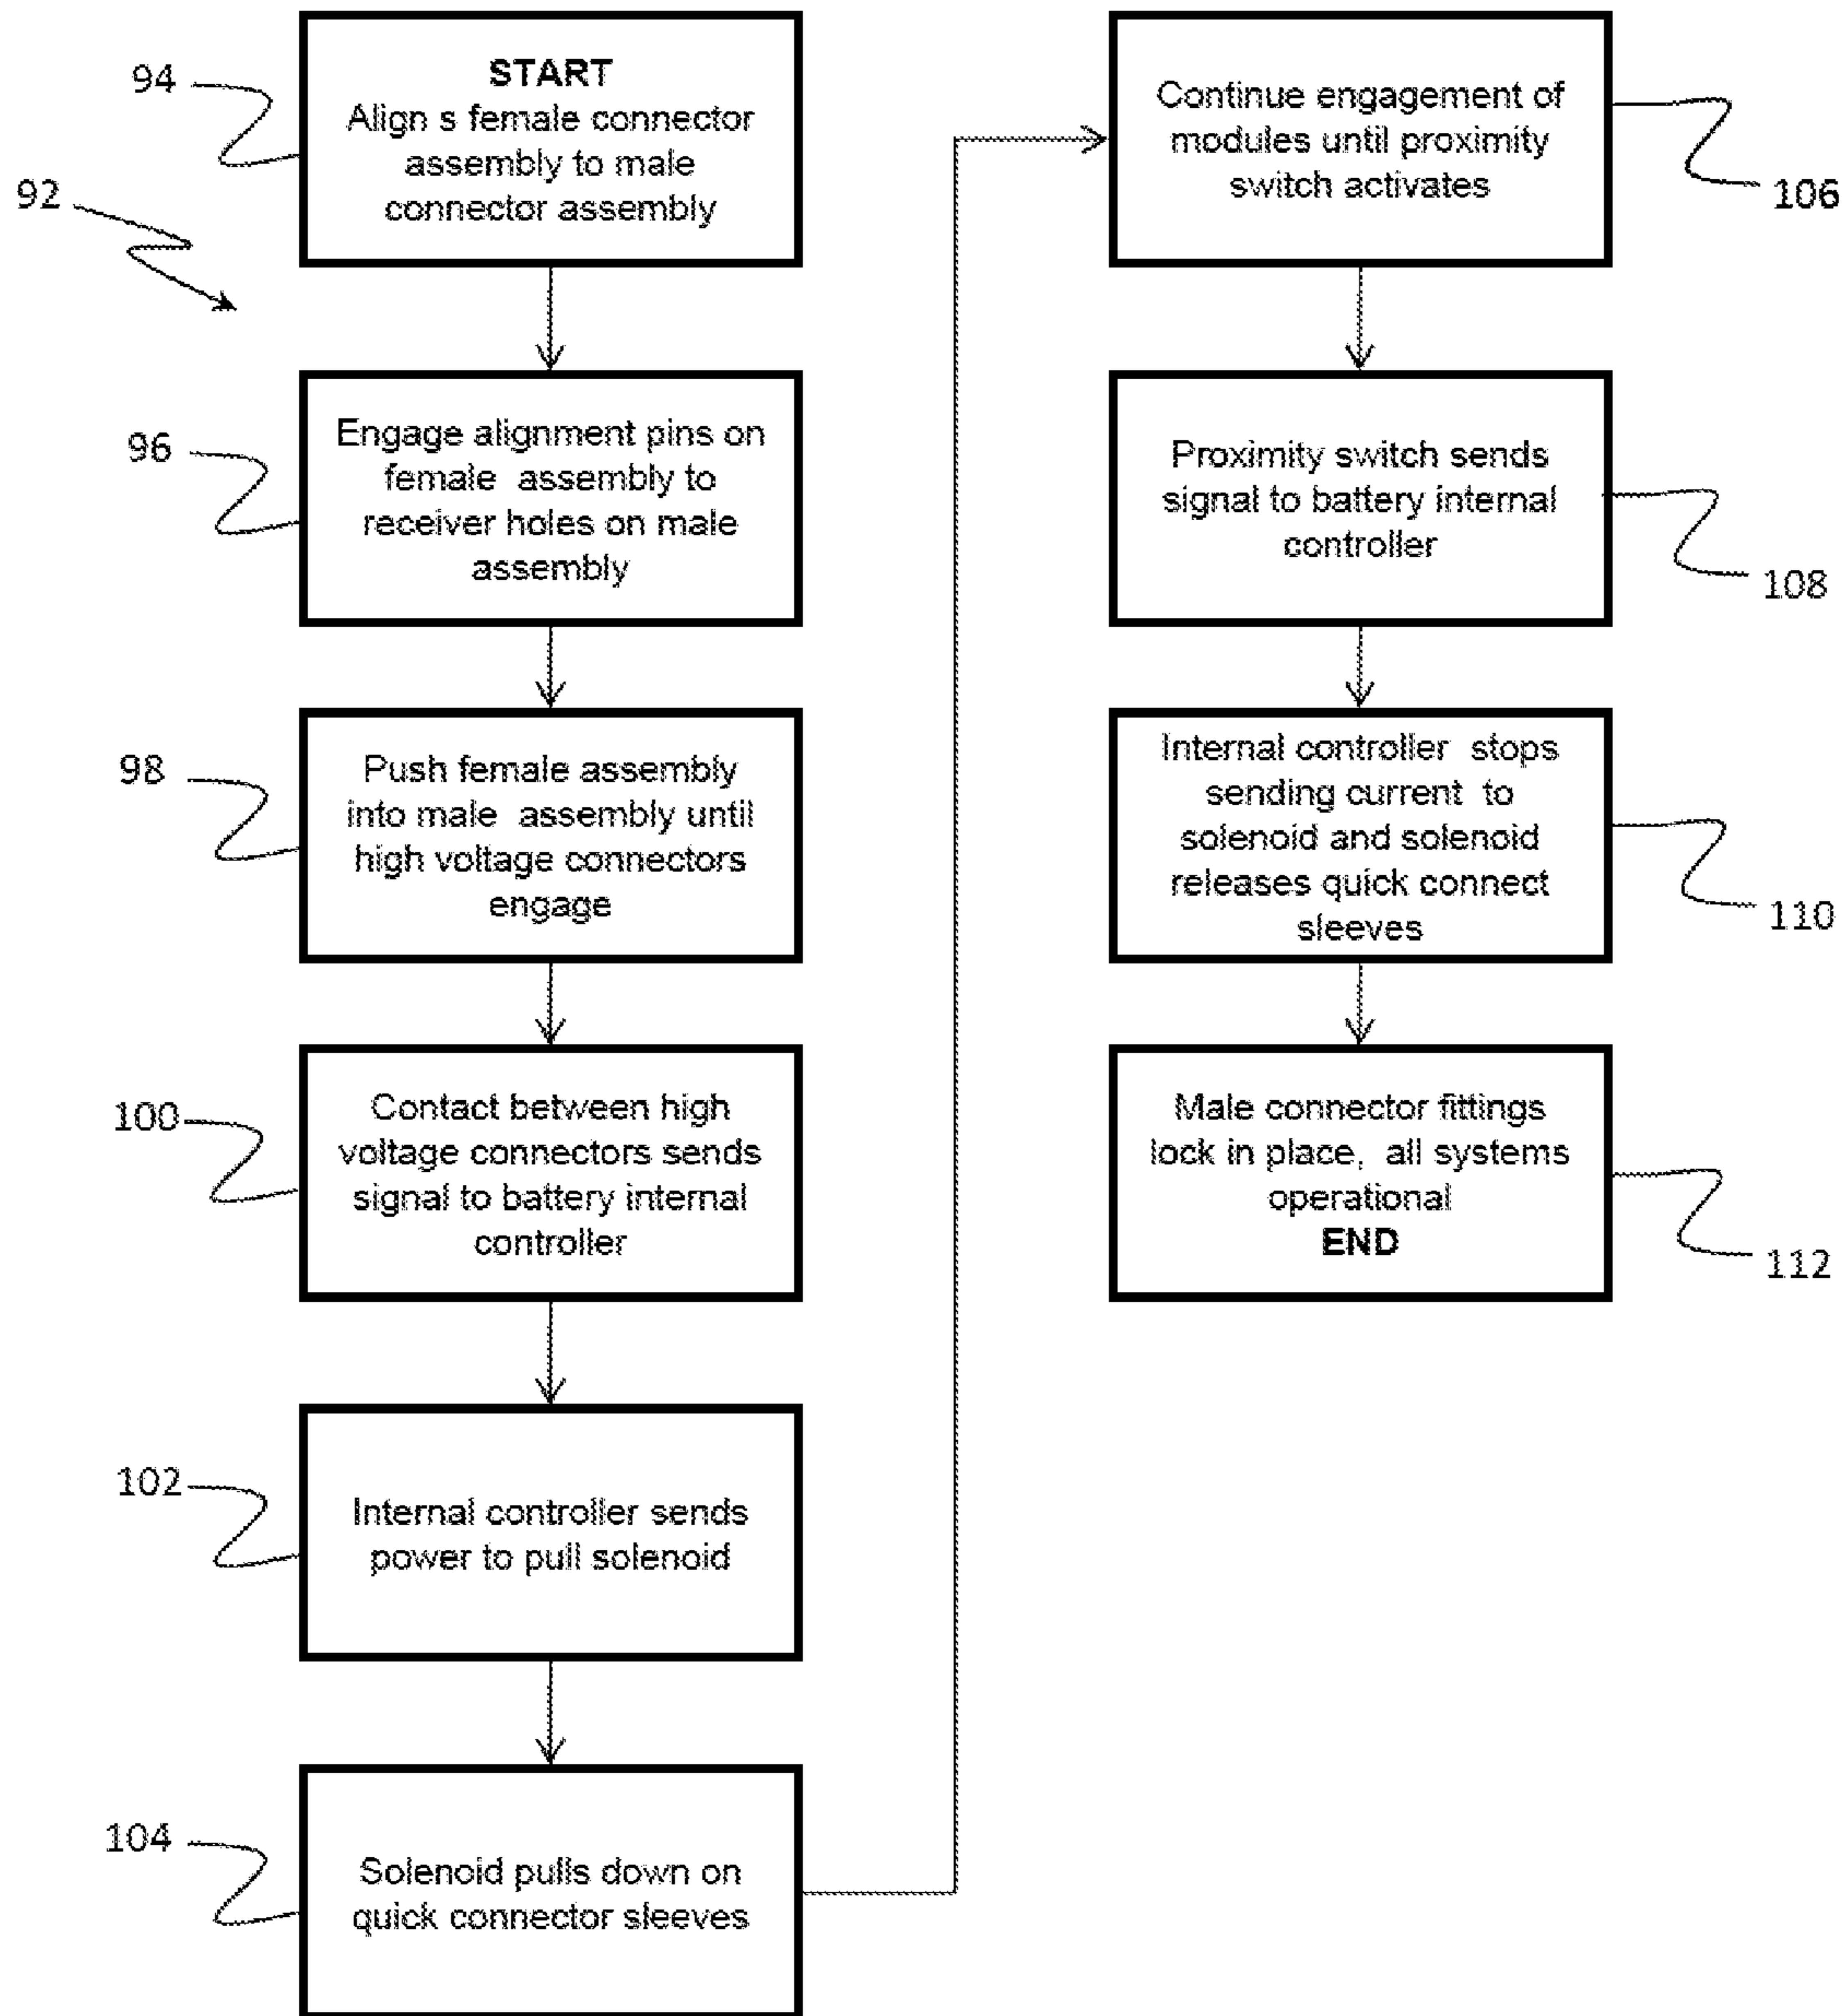 92
94
START
Align s female connector
assembly to male
connector assembly
96
Engage alignment pins on
female assembly to
receiver holes on male
assembly
98
Push female assembly
into male assembly until
high voltage connectors
engage
100
Contact between high
voltage connectors sends
signal to battery internal
controller
102
Internal controller sends
power to pull solenoid
104
Solenoid pulls down on
quick connector sleeves
Continue engagement of
modules until proximity
switch activates
106
Proximity switch sends
signal to battery internal
controller
108
Internal controller stops
sending current to
solenoid and solenoid
releases quick connect
sleeves
110
Male connector fittings
lock in place, all systems
operational
END
112